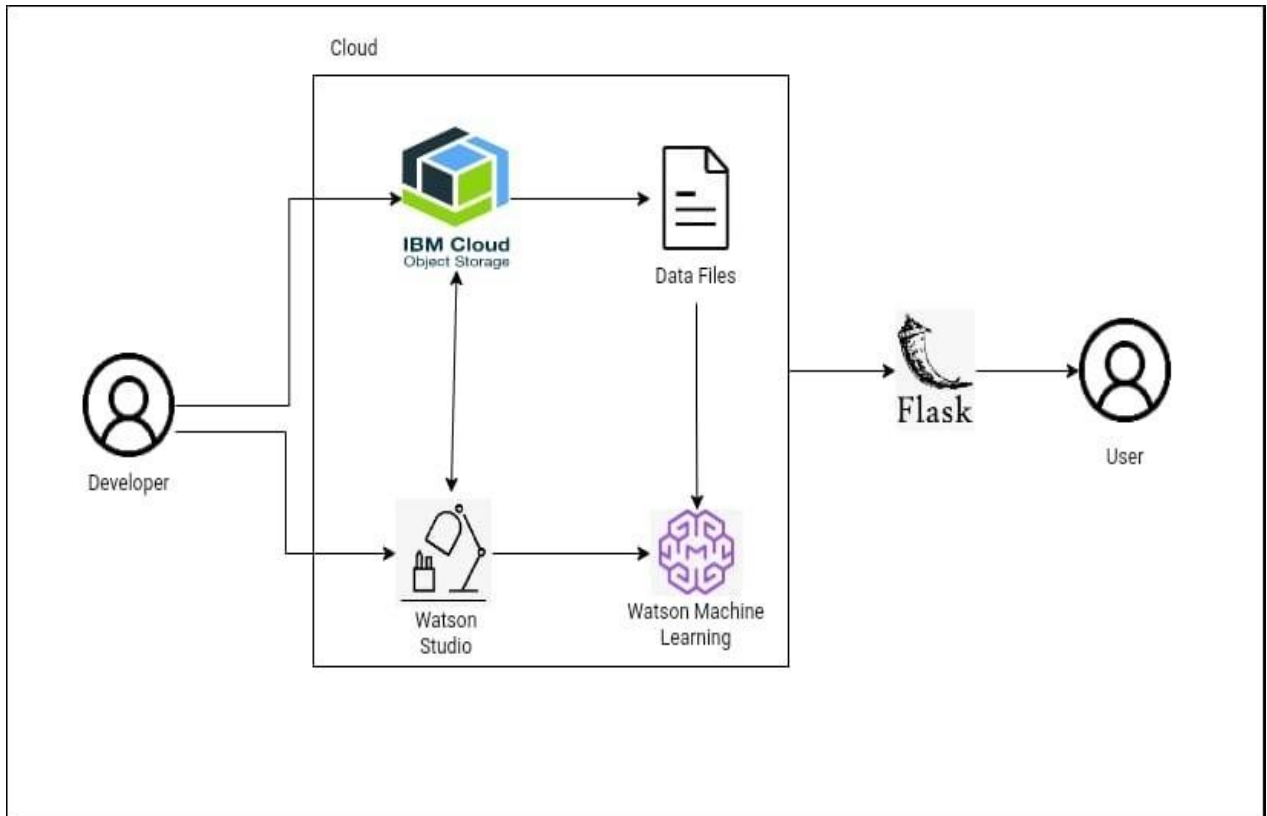 Cloud
IBM Cloud
Object Storage
Data Files
Flask
User
Developer
Watson
Studio
Watson Machine
Learning
M